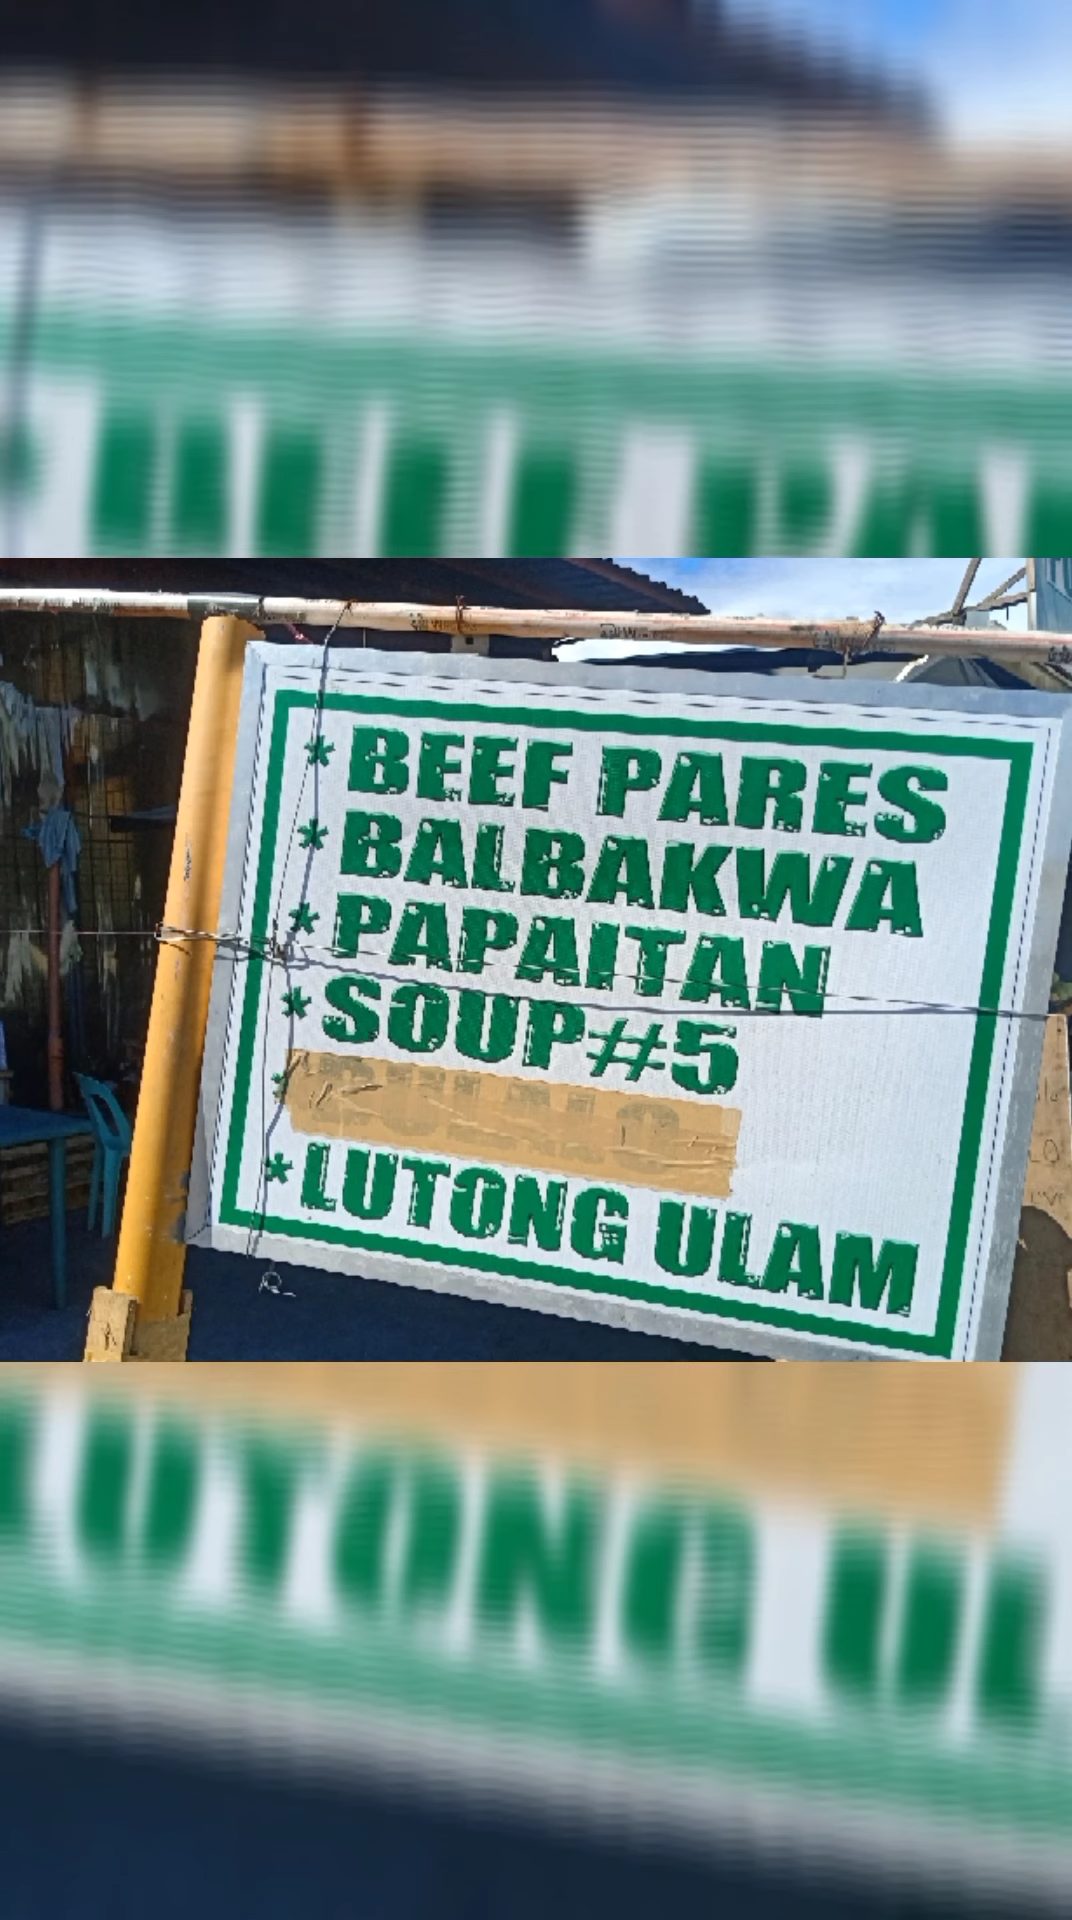 * BEEF PARES
* BALBAKWA
* PAPAITAN
* SOUP#5
* LUTONG ULAM